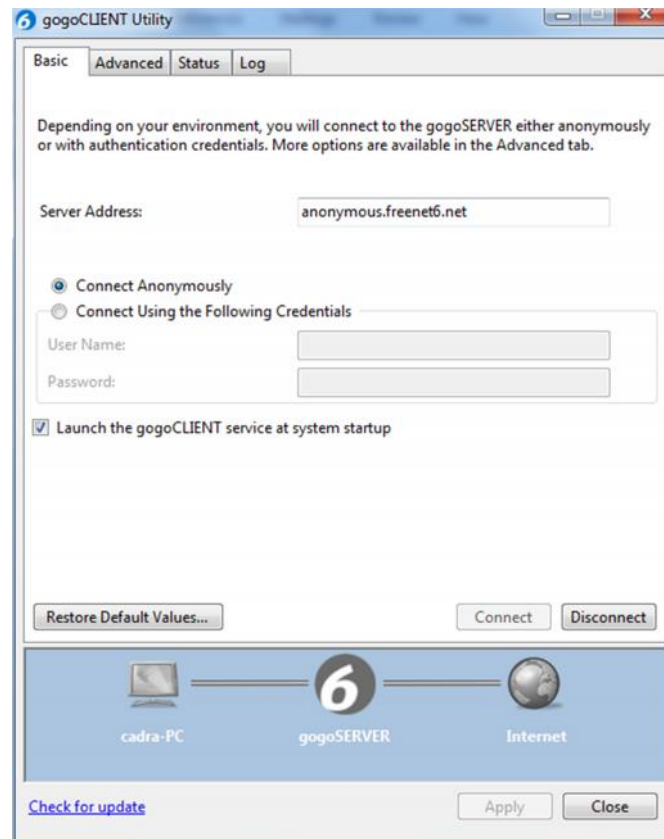 6 gogoCLIENT Utility
Basic Advanced Status Log
Depending on your environment, you will connect to the gogoSERVER either anonymously
or with authentication credentials. More options are available in the Advanced tab.
Server Address: anonymous.freenet6.net
Connect Anonymously
Connect Using the Following Credentials
User Name:
Password:
Launch the gogoCLIENT service at system startup
Restore Default Values... Connect Disconnect
6
cadra-PC gogoSERVER Internet
Check for update Apply Close